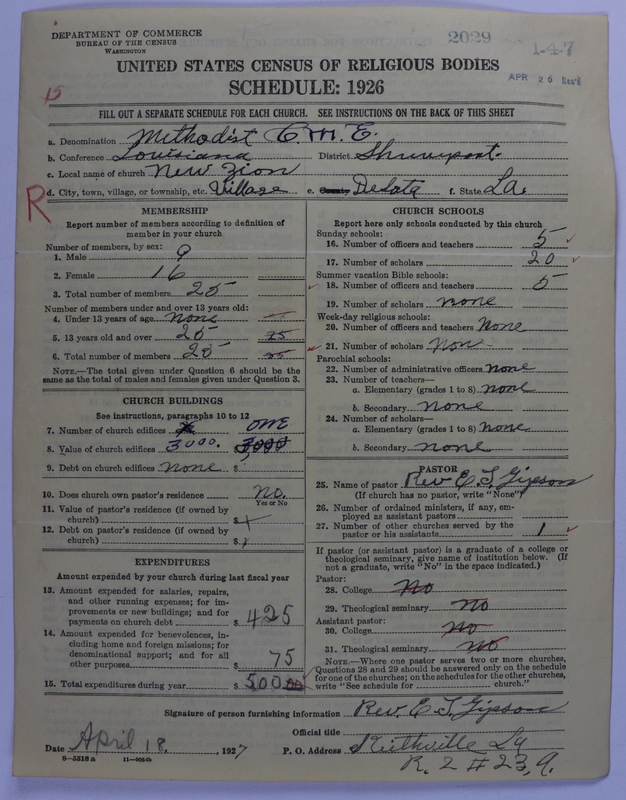 DEPARTMENT OF COMMERCE
BUREAU OF THE CENSUS
WASHINGTON
2029
1-4-7
APR 26
15
UNITED STATES CENSUS OF RELIGIOUS BODIES
SCHEDULE: 1926
FILL OUT A SEPARATE SCHEDULE FOR EACH CHURCH. SEE INSTRUCTIONS ON THE BACK OF THIS SHEET
a. Denomination Methodist C. M. E.
b. Conference Louisiana District Shreveport.
c. Local name of church New Zion
R
d. City, town, village, or township, etc. Village e. County DeSota f. State La.
MEMBERSHIP
Report number of members according to definition of
member in your church
Number of members, by sex:
1. Male 9
2. Female 16
3. Total number of members 25
Number of members under and over 13 years old:
4. Under 13 years of age none —
5. 13 years old and over 25 25
6. Total number of members 25 25
NOTE.—The total given under Question 6 should be the
same as the total of males and females given under Question 3.
CHURCH BUILDINGS
See instructions, paragraphs 10 to 12
7. Number of church edifices one
8. Value of church edifices 3000. $ 3,000
9. Debt on church edifices none $
10. Does church own pastor's residence No.
Yes or No
11. Value of pastor's residence (if owned by
church) $
12. Debt on pastor's residence (if owned by
church) $
EXPENDITURES
Amount expended by your church during last fiscal year
13. Amount expended for salaries, repairs,
and other running expenses; for im-
provements or new buildings; and for
payments on church debt $ 425
14. Amount expended for benevolences, in-
cluding home and foreign missions; for
denominational support; and for all
other purposes $ 75
15. Total expenditures during year $ 500.00
CHURCH SCHOOLS
Report here only schools conducted by this church
Sunday schools:
16. Number of officers and teachers 5
17. Number of scholars 20
Summer vacation Bible schools:
18. Number of officers and teachers 5
19. Number of scholars none
Week-day religious schools:
20. Number of officers and teachers None
21. Number of scholars Non -
Parochial schools:
22. Number of administrative officers none
23. Number of teachers—
a. Elementary (grades 1 to 8) none
b. Secondary none
24. Number of scholars—
a. Elementary (grades 1 to 8) none
b. Secondary none
PASTOR
25. Name of pastor Rev E. T. Gipson
(If church has no pastor, write "None")
26. Number of ordained ministers, if any, em-
ployed as assistant pastors
27. Number of other churches served by the
pastor or his assistants 1
If pastor (or assistant pastor) is a graduate of a college or
theological seminary, give name of institution below. (If
not a graduate, write "No" in the space indicated.)
Pastor:
28. College No
29. Theological seminary No
Assistant pastor:
30. College No
31. Theological seminary No
NOTE.—Where one pastor serves two or more churches,
Questions 28 and 29 should be answered only on the schedule
for one of the churches; on the schedules for the other churches,
write "See schedule for church."
Signature of person furnishing information Rev. E. T. Gipson
Official title
Date April 18. , 1927 P. O. Address Keithville La
8—5518 a
R. 2 # 23, 9.